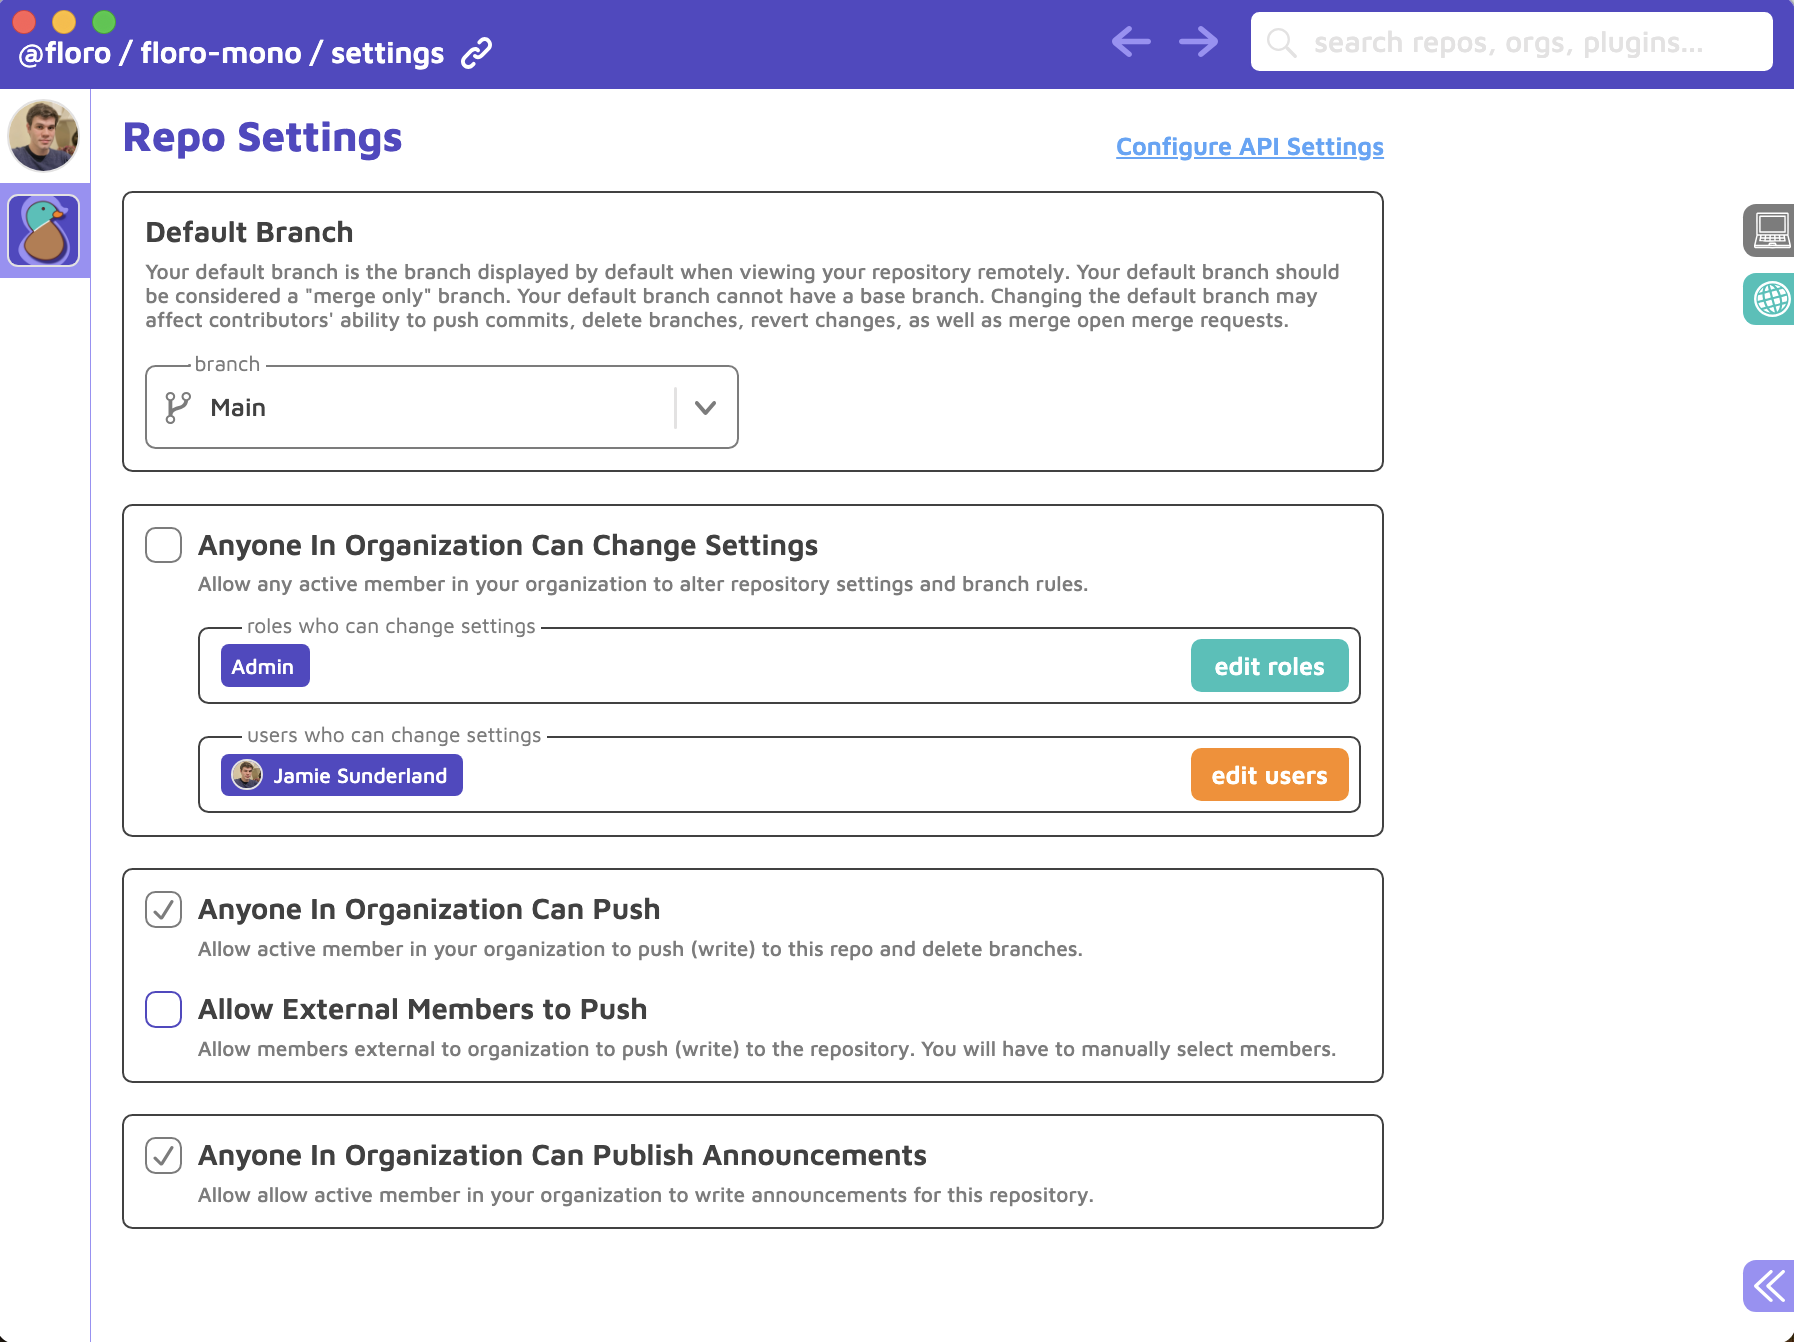 @floro / floro-mono / settings
search repos, orgs, plugins...
Repo Settings
Configure API Settings
Default Branch
Your default branch is the branch displayed by default when viewing your repository remotely. Your default branch should
be considered a "merge only" branch. Your default branch cannot have a base branch. Changing the default branch may
affect contributors' ability to push commits, delete branches, revert changes, as well as merge open merge requests.
branch
Main
Anyone In Organization Can Change Settings
Allow any active member in your organization to alter repository settings and branch rules.
roles who can change settings
Admin
edit roles
users who can change settings
Jamie Sunderland
edit users
Anyone In Organization Can Push
Allow active member in your organization to push (write) to this repo and delete branches.
Allow External Members to Push
Allow members external to organization to push (write) to the repository. You will have to manually select members.
Anyone In Organization Can Publish Announcements
Allow allow active member in your organization to write announcements for this repository.